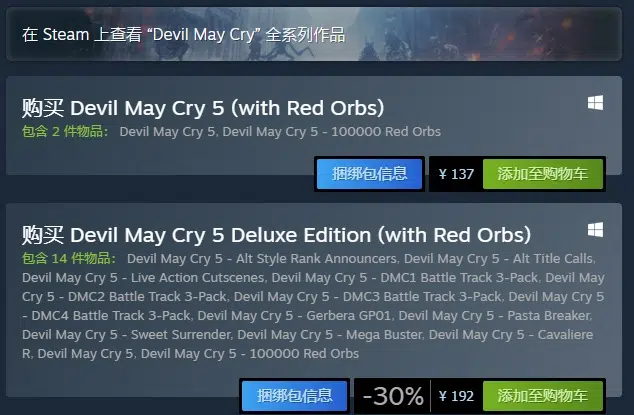 在 Steam 上查看 “Devil May Cry” 全系列作品
购买 Devil May Cry 5 (with Red Orbs)
包含 2 件物品： Devil May Cry 5, Devil May Cry 5 - 100000 Red Orbs
捆绑包信息 ¥ 137 添加至购物车
购买 Devil May Cry 5 Deluxe Edition (with Red Orbs)
包含 14 件物品： Devil May Cry 5 - Alt Style Rank Announcers, Devil May Cry 5 - Alt Title Calls,
Devil May Cry 5 - Live Action Cutscenes, Devil May Cry 5 - DMC1 Battle Track 3-Pack, Devil May
Cry 5 - DMC2 Battle Track 3-Pack, Devil May Cry 5 - DMC3 Battle Track 3-Pack, Devil May Cry 5
- DMC4 Battle Track 3-Pack, Devil May Cry 5 - Gerbera GP01, Devil May Cry 5 - Pasta Breaker,
Devil May Cry 5 - Sweet Surrender, Devil May Cry 5 - Mega Buster, Devil May Cry 5 - Cavaliere
R, Devil May Cry 5, Devil May Cry 5 - 100000 Red Orbs
捆绑包信息 -30% ¥ 192 添加至购物车